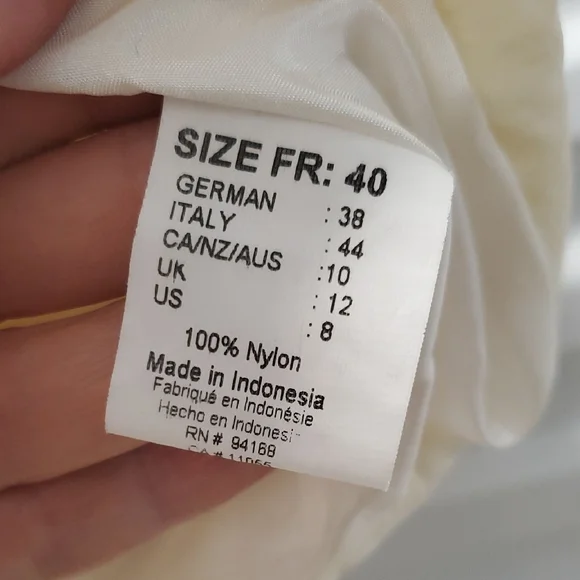 SIZE FR: 40
GERMAN : 38
ITALY : 44
CA/NZ/AUS :10
UK : 12
US : 8
100% Nylon
Made in Indonesia
Fabriqué en Indonésie
Hecho en Indonesi
RN # 94168
CA #